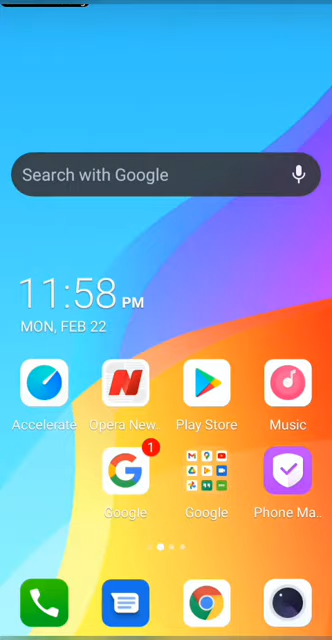 Search with Google
11:58 PM
MON, FEB 22
Accelerate
Opera New..
Play Store
Music
1
Google
Google
Phone Ma..